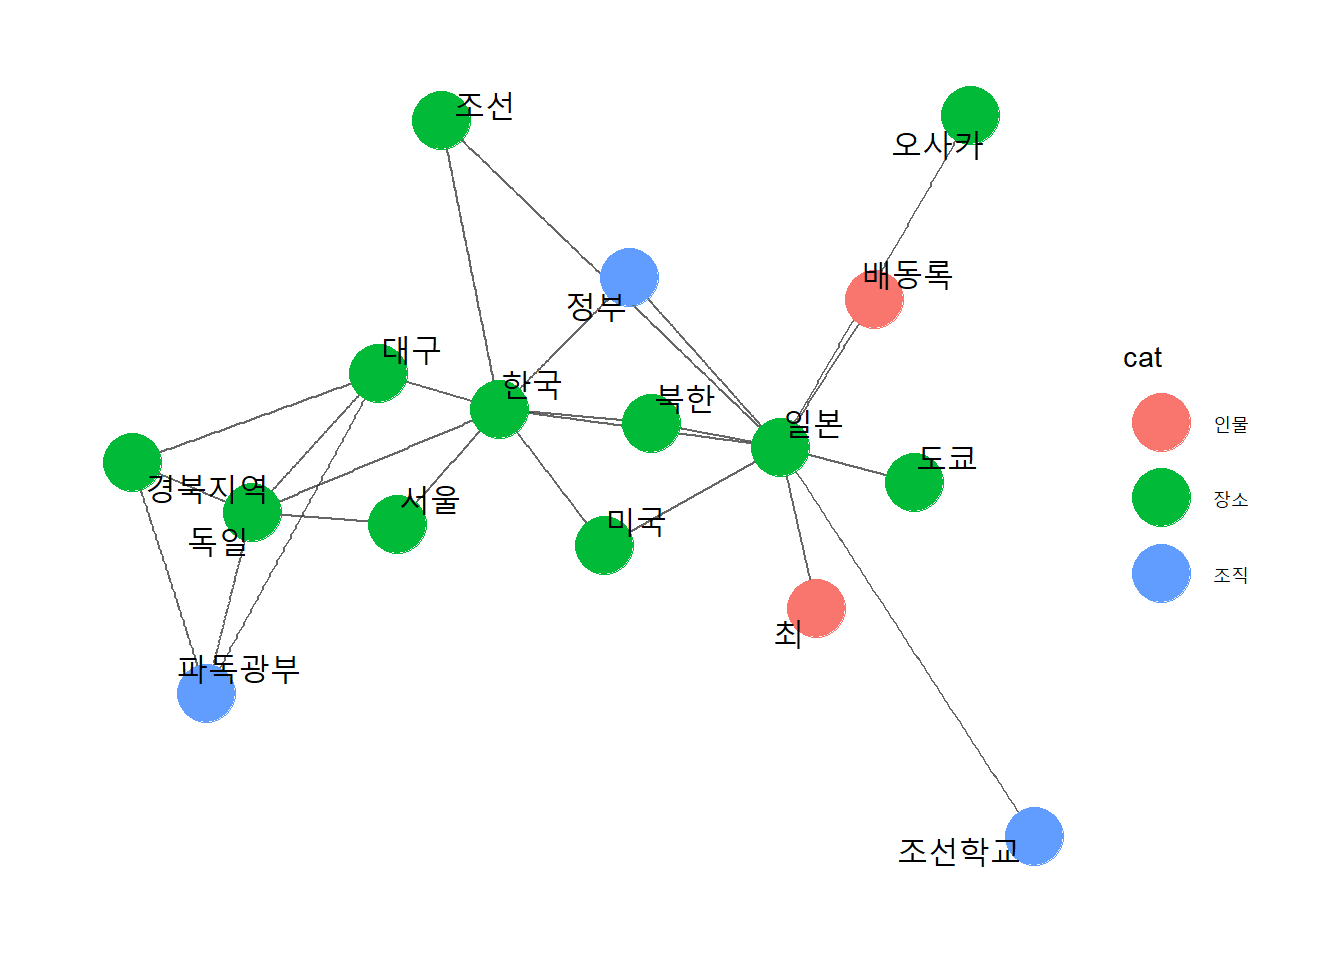 조선
오사카
배동록
정부
대구
한국
북한
일본
도쿄
경북지역
서울
미국
독일
최
파독광부
조선학교
cat
인물
장소
조직